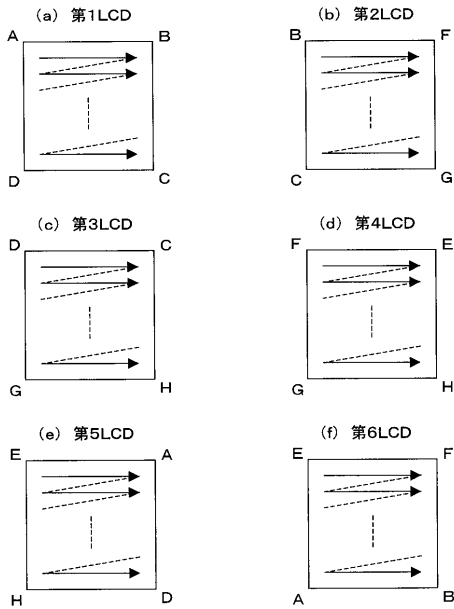 (a) 第1LCD
A B
D C
(b) 第2LCD
B F
C G
(c) 第3LCD
D C
G H
(d) 第4LCD
F E
G H
(e) 第5LCD
E A
H D
(f) 第6LCD
E F
A B